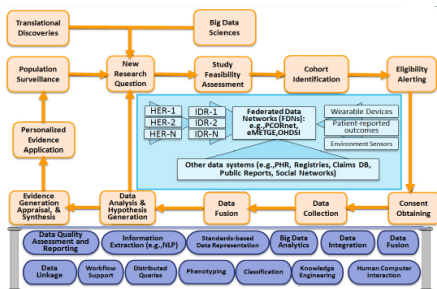 Translational
Discoveries
Big Data
Sciences
Population
Surveillance
New
Research
Question
Study
Feasibility
Assessment
Cohort
Identification
Eligibility
Alerting
HER-1
HER-2
HER-N
IDR-1
IDR-2
IDR-N
Federated Data
Networks (FDNs):
e.g.,PCORnet,
eMETGE,OHDSI
Wearable Devices
Patient-reported
outcomes
Environment Sensors
Personalized
Evidence
Application
Other data systems (e.g.,PHR, Registries, Claims DB,
Public Reports, Social Networks)
Evidence
Generation
Appraisal, &
Synthesis
Data
Analysis &
Hypothesis
Generation
Data
Fusion
Data
Collection
Consent
Obtaining
Data Quality
Assessment and
Reporting
Information
Extraction (e.g.,NLP)
Standards-based
Data Representation
Big Data
Analytics
Data
Integration
Data
Fusion
Data
Linkage
Workflow
Support
Distributed
Queries
Phenotyping
Classification
Knowledge
Engineering
Human Computer
Interaction